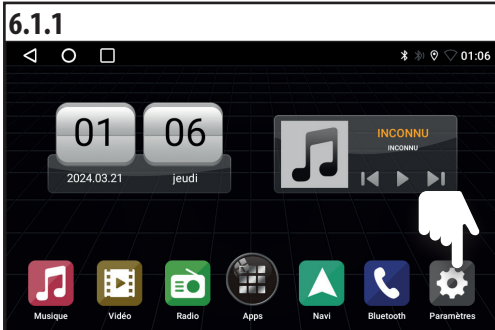 6.1.1
01:06
01 06
INCONNU
INCONNU
2024.03.21 jeudi
Musique Vidéo Radio Apps Navi Bluetooth Paramètres